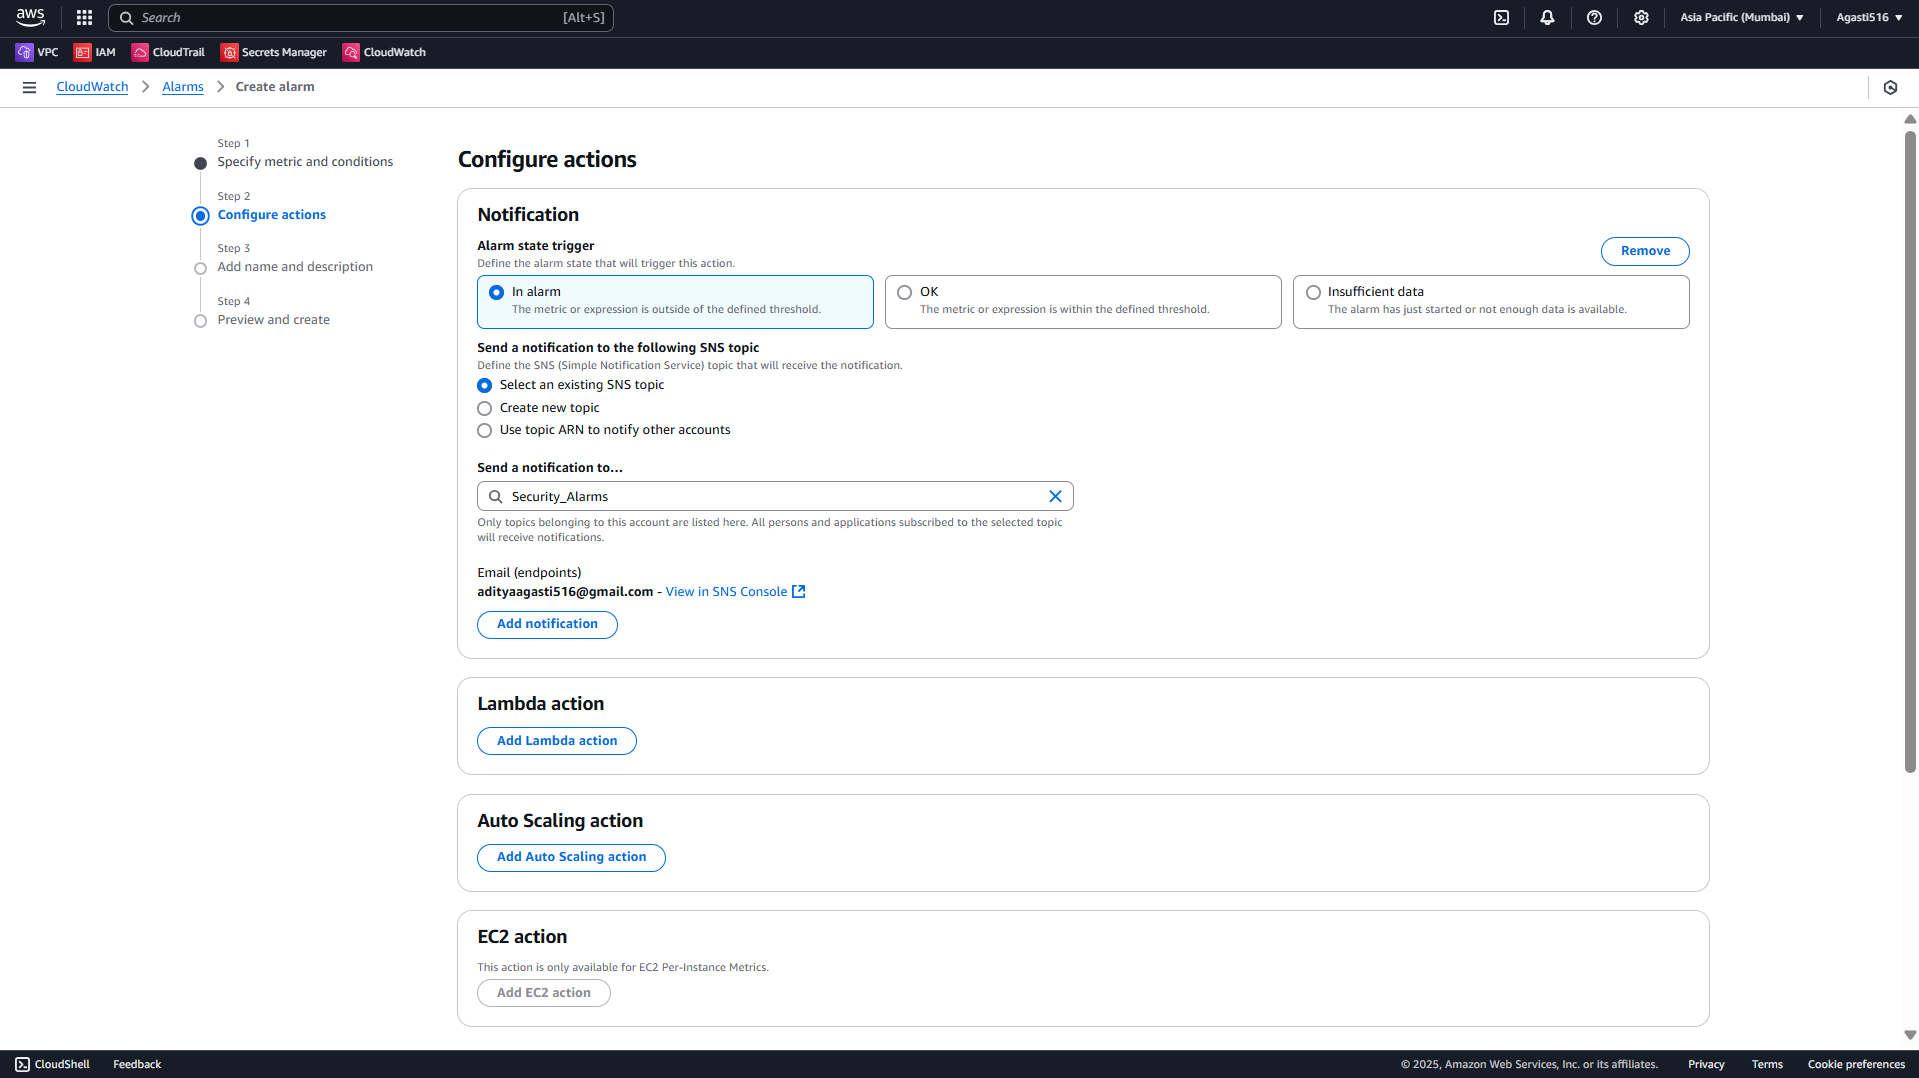 aws
Search
[Alt+S]
Asia Pacific (Mumbai)
Agasti516
VPC
IAM
CloudTrail
Secrets Manager
CloudWatch
CloudWatch
Alarms
Create alarm
Step 1
Specify metric and conditions
Step 2
Configure actions
Step 3
Add name and description
Step 4
Preview and create
Configure actions
Notification
Alarm state trigger
Define the alarm state that will trigger this action.
Remove
In alarm
The metric or expression is outside of the defined threshold.
OK
The metric or expression is within the defined threshold.
Insufficient data
The alarm has just started or not enough data is available.
Send a notification to the following SNS topic
Define the SNS (Simple Notification Service) topic that will receive the notification.
Select an existing SNS topic
Create new topic
Use topic ARN to notify other accounts
Send a notification to...
Security_Alarms
Only topics belonging to this account are listed here. All persons and applications subscribed to the selected topic
will receive notifications.
Email (endpoints)
adityaagasti516@gmail.com - View in SNS Console
Add notification
Lambda action
Add Lambda action
Auto Scaling action
Add Auto Scaling action
EC2 action
This action is only available for EC2 Per-Instance Metrics.
Add EC2 action
CloudShell
Feedback
© 2025, Amazon Web Services, Inc. or its affiliates.
Privacy
Terms
Cookie preferences